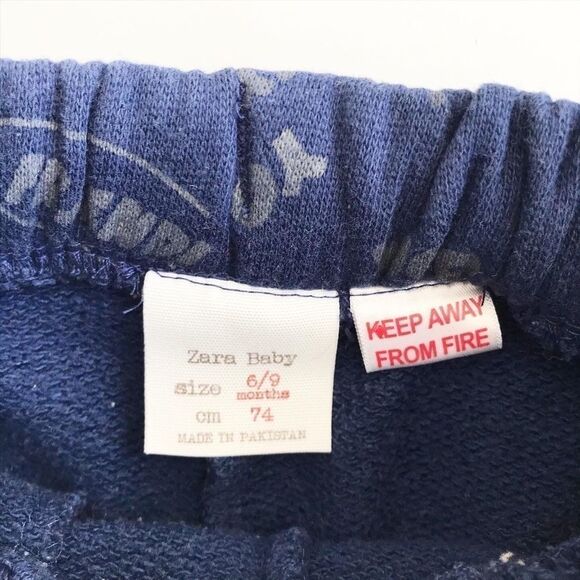 Zara Baby
size 6/9 months
cm 74
MADE IN PAKISTAN
KEEP AWAY
FROM FIRE